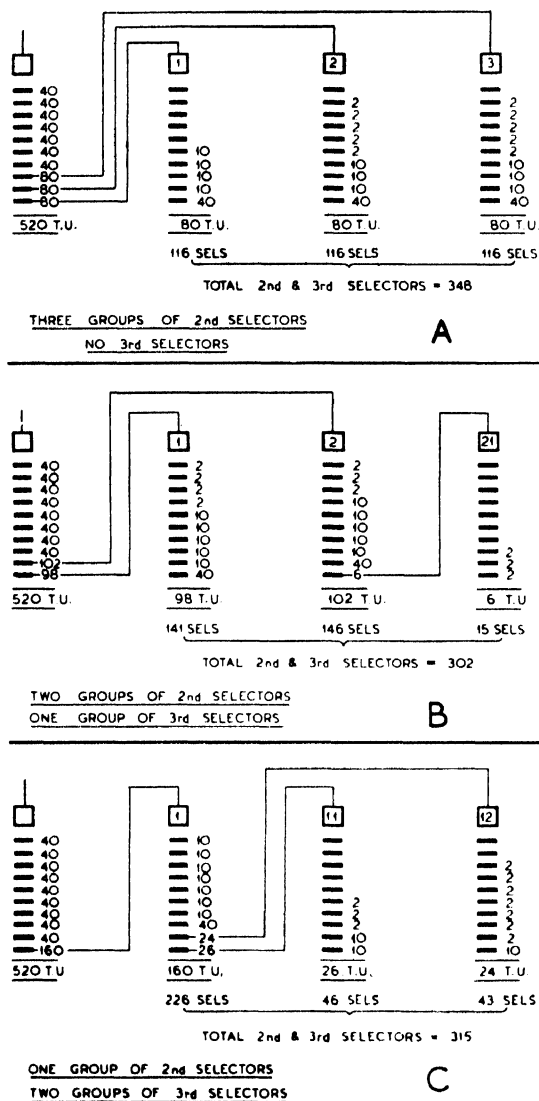 1 2 3
40
40 2 2
40 2 2
40 2 2
40 2 2
40 10 2 2
40 10 10 10
80 10 10 10
80 10 10 10
80 40 40 40
520 T.U. 80 T.U. 80 T.U. 80 T.U.
116 SELS 116 SELS 116 SELS
TOTAL 2nd & 3rd SELECTORS = 348
THREE GROUPS OF 2nd SELECTORS
NO 3rd SELECTORS
A
1 2 21
40 2 2
40 2 2
40 2 2
40 2 10
40 10 10
40 10 10
40 10 10
40 10 10 2
102 10 40 2
98 40 6 2
520 T.U. 98 T.U. 102 T.U. 6 T.U
141 SELS 146 SELS 15 SELS
TOTAL 2nd & 3rd SELECTORS = 302
TWO GROUPS OF 2nd SELECTORS
ONE GROUP OF 3rd SELECTORS
B
1 11 12
40 10
40 10
40 10 2
40 10 2
40 10 2
40 10 2 2
40 10 2 2
40 40 2 2
40 24 10 2
160 26 10 10
520 T.U 160 T.U. 26 T.U. 24 T.U.
226 SELS 46 SELS 43 SELS
TOTAL 2nd & 3rd SELECTORS = 315
ONE GROUP OF 2nd SELECTORS
TWO GROUPS OF 3rd SELECTORS
C